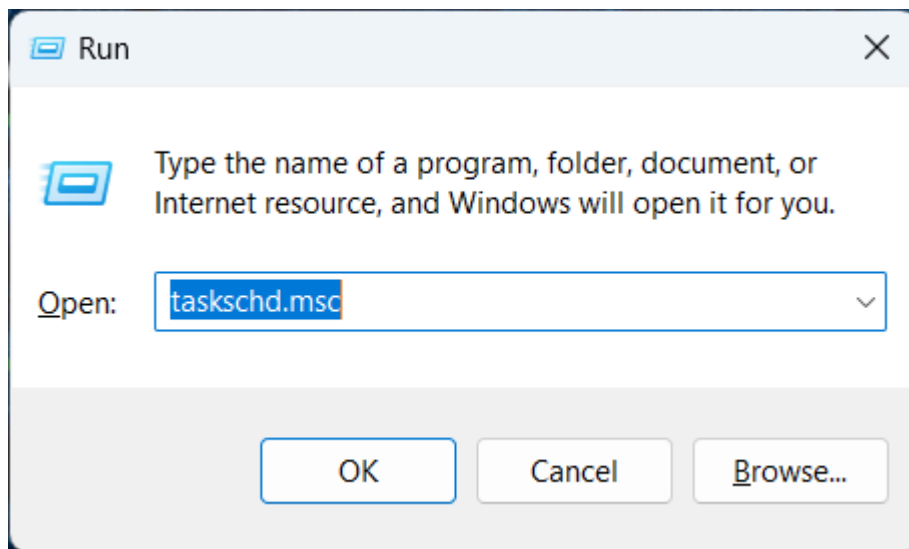 Run
Type the name of a program, folder, document, or
Internet resource, and Windows will open it for you.
Open: taskschd.msc
OK Cancel Browse...